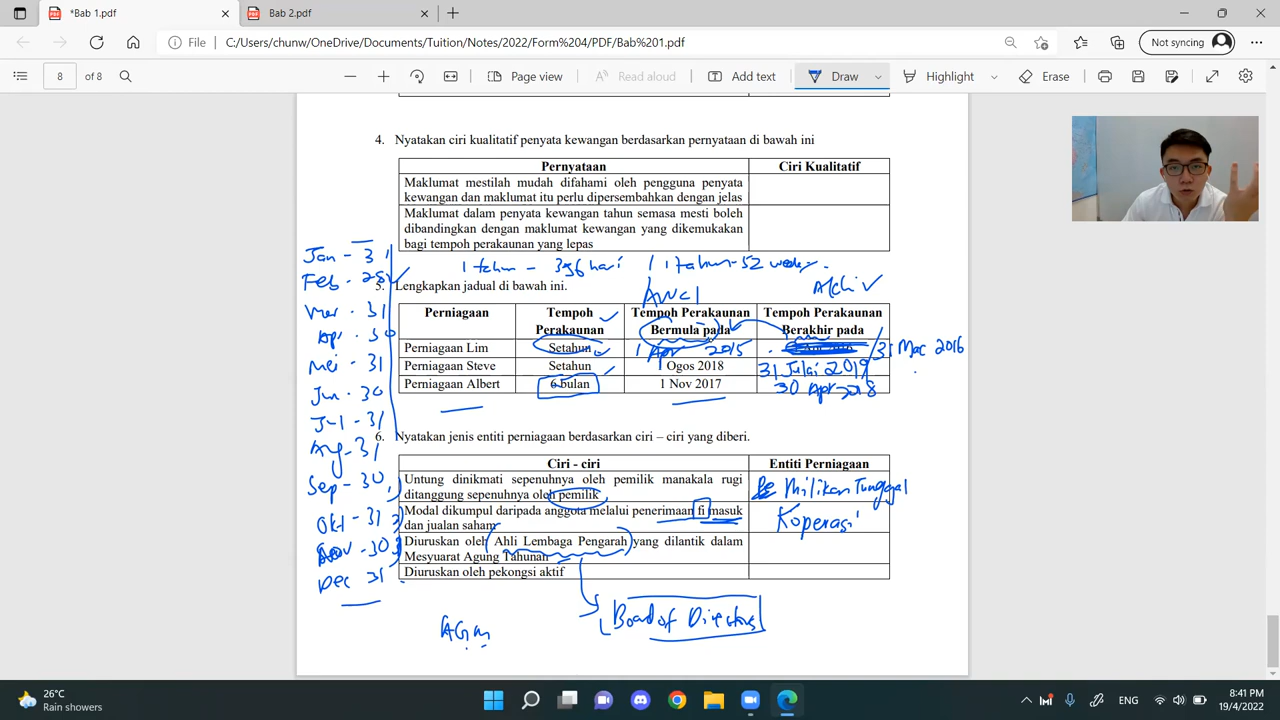 *Bab 1.pdf
Bab 2.pdf
File
C:/Users/chunw/OneDrive/Documents/Tuition/Notes/2022/Form%204/PDF/Bab%201.pdf
Not syncing
8
of 8
Page view
Read aloud
Add text
Draw
Highlight
Erase
4. Nyatakan ciri kualitatif penyata kewangan berdasarkan pernyataan di bawah ini
Pernyataan
Ciri Kualitatif
Maklumat mestilah mudah difahami oleh pengguna penyata
kewangan dan maklumat itu perlu dipersembahkan dengan jelas
Maklumat dalam penyata kewangan tahun semasa mesti boleh
dibandingkan dengan maklumat kewangan yang dikemukakan
bagi tempoh perakaunan yang lepas
1 tahun - 356 hari
1 tahun - 52 weeks
5. Lengkapkan jadual di bawah ini.
Awal
Akhir
Perniagaan
Tempoh
Perakaunan
Tempoh Perakaunan
Bermula pada
Tempoh Perakaunan
Berakhir pada
Perniagaan Lim
Setahun
1 Apr 2015
31 Mac 2016
Perniagaan Steve
Setahun
1 Ogos 2018
31 Julai 2019
Perniagaan Albert
6 bulan
1 Nov 2017
30 Apr 2018
Jan - 31
Feb - 28
Mar - 31
Apr - 30
Mei - 31
Jun - 30
Jul - 31
Aug - 31
Sep - 30
Okt - 31
Nov - 30
Dec 31
6. Nyatakan jenis entiti perniagaan berdasarkan ciri – ciri yang diberi.
Ciri - ciri
Entiti Perniagaan
Untung dinikmati sepenuhnya oleh pemilik manakala rugi
ditanggung sepenuhnya oleh pemilik
Milikan Tunggal
Modal dikumpul daripada anggota melalui penerimaan fi masuk
dan jualan saham
Koperasi
Diuruskan oleh Ahli Lembaga Pengarah yang dilantik dalam
Mesyuarat Agung Tahunan
Diuruskan oleh pekongsi aktif
Board of Directors
AGM
26°C
Rain showers
ENG
8:41 PM
19/4/2022